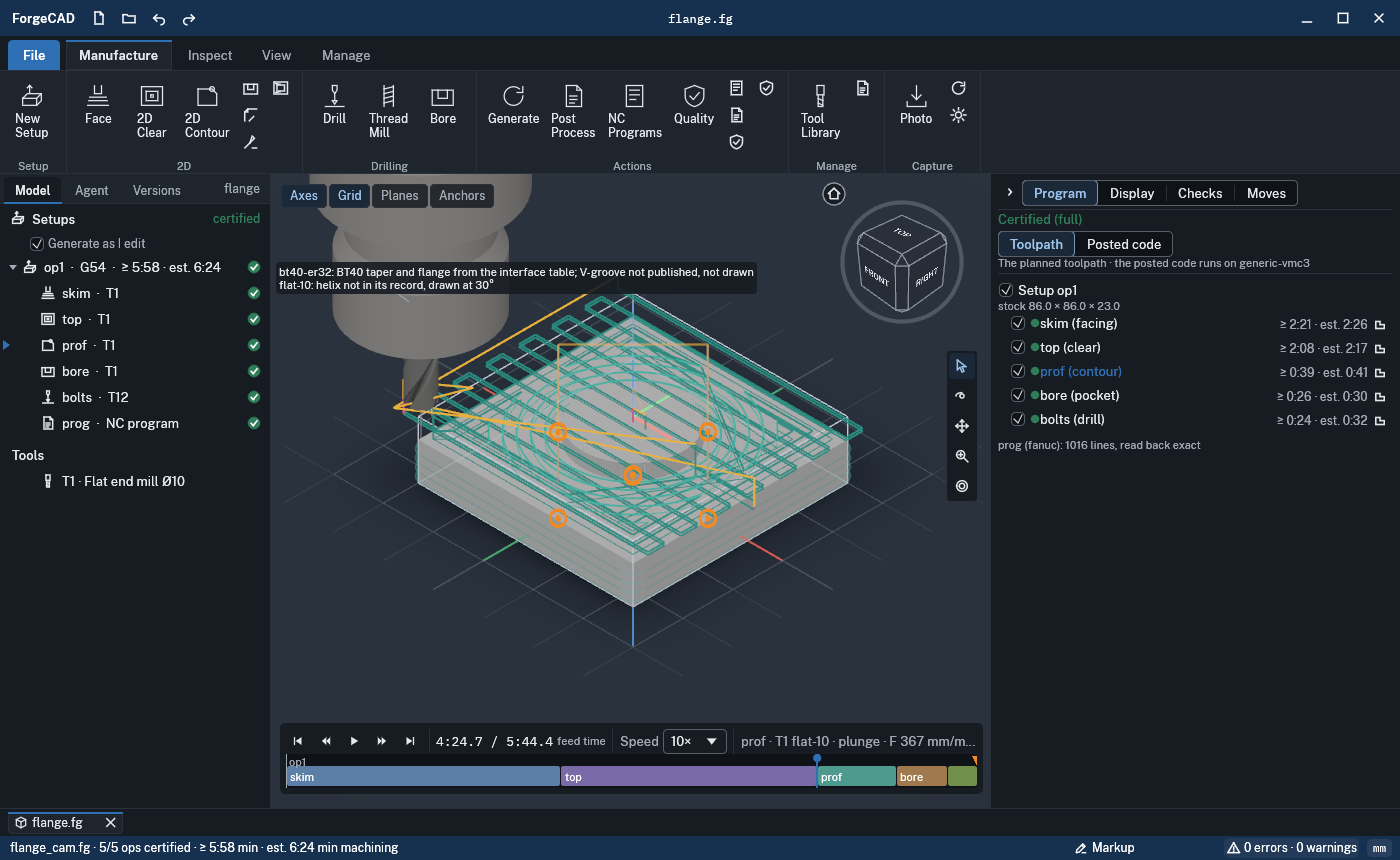 ForgeCAD
flange.fg
File
Manufacture
Inspect
View
Manage
New Setup
Face
2D Clear
2D Contour
Drill
Thread Mill
Bore
Generate
Post Process
NC Programs
Quality
Tool Library
Photo
Setup
2D
Drilling
Actions
Manage
Capture
Model
Agent
Versions
flange
Setups
certified
Generate as I edit
op1 · G54 · ≥ 5:58 · est. 6:24
skim · T1
top · T1
prof · T1
bore · T1
bolts · T12
prog · NC program
Tools
T1 · Flat end mill Ø10
Axes
Grid
Planes
Anchors
bt40-er32: BT40 taper and flange from the interface table; V-groove not published, not drawn
flat-10: helix not in its record, drawn at 30°
TOP
FRONT
RIGHT
4:24.7 / 5:44.4 feed time
Speed
10×
prof · T1 flat-10 · plunge · F 367 mm/m...
op1
skim
top
prof
bore
Program
Display
Checks
Moves
Certified (full)
Toolpath
Posted code
The planned toolpath · the posted code runs on generic-vmc3
Setup op1
stock 86.0 × 86.0 × 23.0
skim (facing) ≥ 2:21 · est. 2:26
top (clear) ≥ 2:08 · est. 2:17
prof (contour) ≥ 0:39 · est. 0:41
bore (pocket) ≥ 0:26 · est. 0:30
bolts (drill) ≥ 0:24 · est. 0:32
prog (fanuc): 1016 lines, read back exact
flange.fg
flange_cam.fg · 5/5 ops certified · ≥ 5:58 min · est. 6:24 min machining
Markup
0 errors · 0 warnings
mm